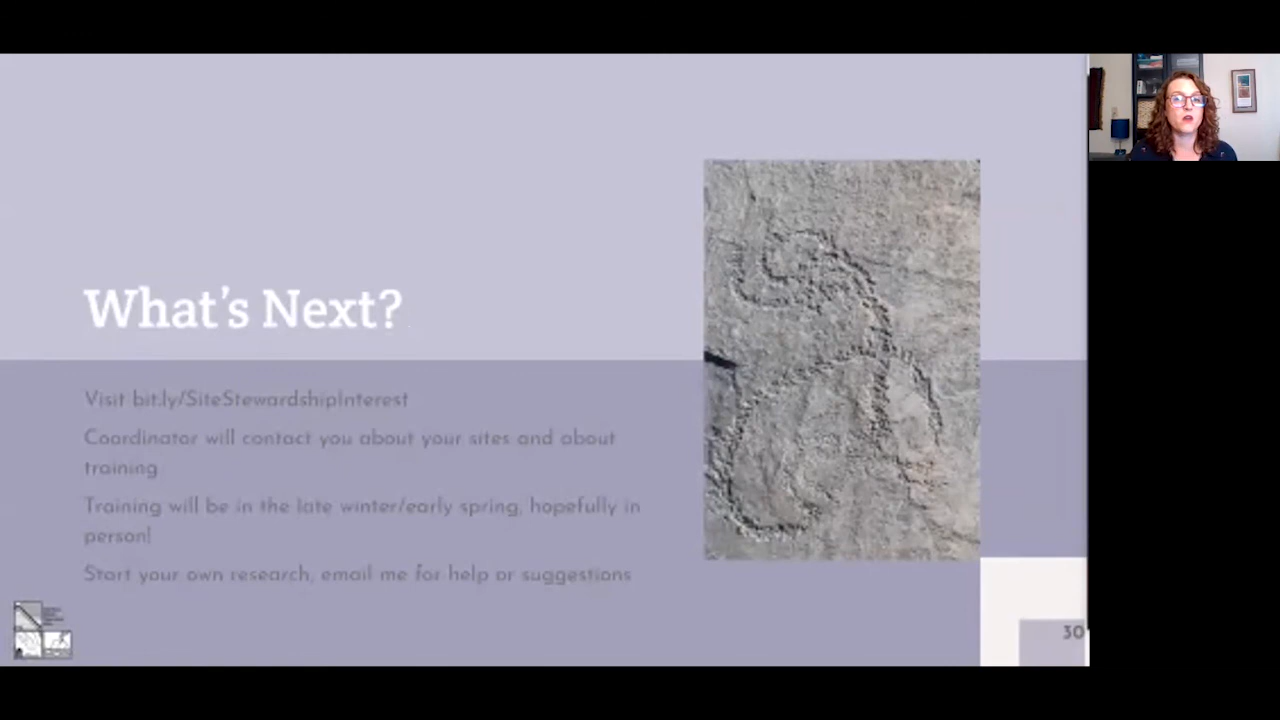 What's Next?
Visit bit.ly/SiteStewardshipInterest
Coordinator will contact you about your sites and about
training
Training will be in the late winter/early spring, hopefully in
person!
Start your own research, email me for help or suggestions
30